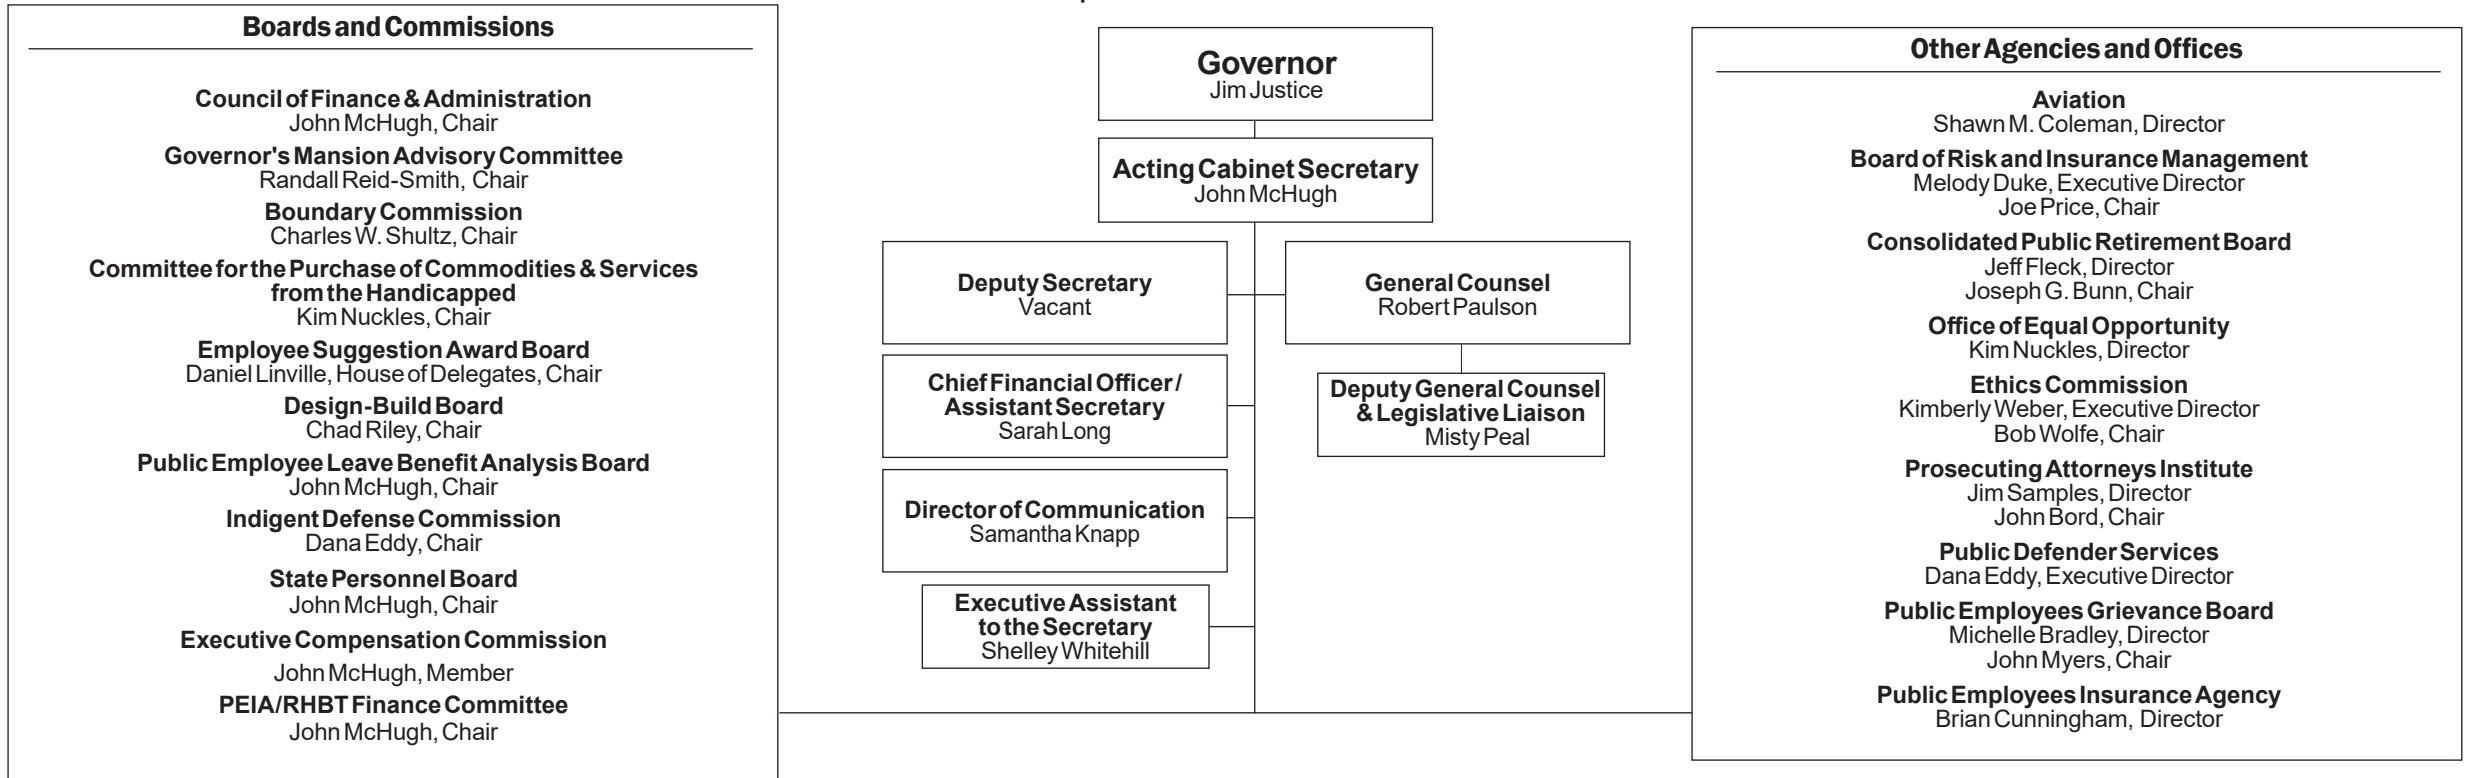 Boards and Commissions
Council of Finance & Administration
John McHugh, Chair
Governor's Mansion Advisory Committee
Randall Reid-Smith, Chair
Boundary Commission
Charles W. Shultz, Chair
Committee for the Purchase of Commodities & Services
from the Handicapped
Kim Nuckles, Chair
Employee Suggestion Award Board
Daniel Linville, House of Delegates, Chair
Design-Build Board
Chad Riley, Chair
Public Employee Leave Benefit Analysis Board
John McHugh, Chair
Indigent Defense Commission
Dana Eddy, Chair
State Personnel Board
John McHugh, Chair
Executive Compensation Commission
John McHugh, Member
PEIA/RHBT Finance Committee
John McHugh, Chair
Governor
Jim Justice
Acting Cabinet Secretary
John McHugh
Deputy Secretary
Vacant
General Counsel
Robert Paulson
Chief Financial Officer /
Assistant Secretary
Sarah Long
Deputy General Counsel
& Legislative Liaison
Misty Peal
Director of Communication
Samantha Knapp
Executive Assistant
to the Secretary
Shelley Whitehill
Other Agencies and Offices
Aviation
Shawn M. Coleman, Director
Board of Risk and Insurance Management
Melody Duke, Executive Director
Joe Price, Chair
Consolidated Public Retirement Board
Jeff Fleck, Director
Joseph G. Bunn, Chair
Office of Equal Opportunity
Kim Nuckles, Director
Ethics Commission
Kimberly Weber, Executive Director
Bob Wolfe, Chair
Prosecuting Attorneys Institute
Jim Samples, Director
John Bord, Chair
Public Defender Services
Dana Eddy, Executive Director
Public Employees Grievance Board
Michelle Bradley, Director
John Myers, Chair
Public Employees Insurance Agency
Brian Cunningham, Director